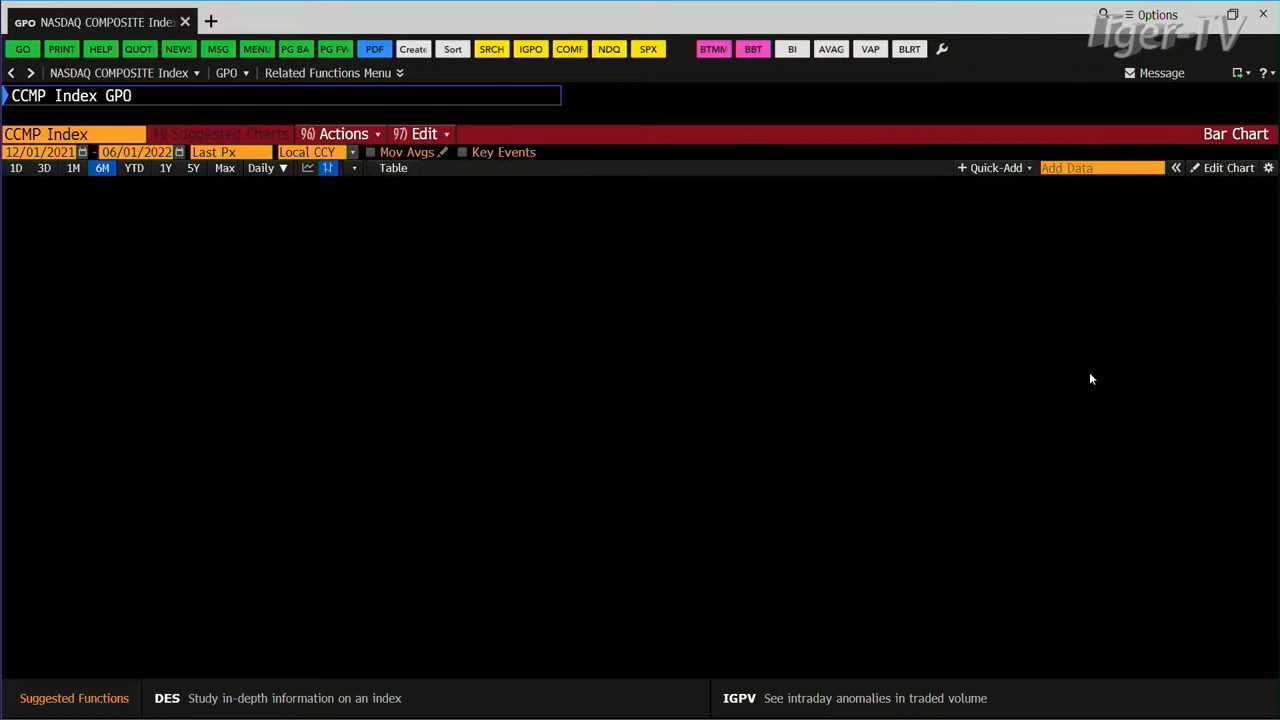 GPO NASDAQ COMPOSITE Inde
Options
Tiger-TV
GO PRINT HELP QUOT NEWS MSG MENU PG BA PG FW PDF Create Sort SRCH IGPO COMF NDQ SPX BTMM BBT BI AVAG VAP BLRT
NASDAQ COMPOSITE Index GPO Related Functions Menu Message ?
CCMP Index GPO
CCMP Index 94) Suggested Charts 96) Actions 97) Edit Bar Chart
12/01/2021 - 06/01/2022 Last Px Local CCY Mov Avgs Key Events
1D 3D 1M 6M YTD 1Y 5Y Max Daily Table + Quick-Add Add Data Edit Chart
Suggested Functions DES Study in-depth information on an index IGPV See intraday anomalies in traded volume